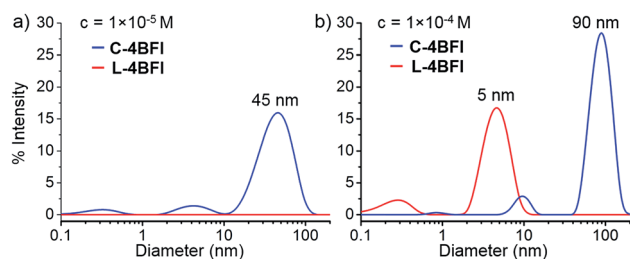 a)
c = 1×10⁻⁵ M
C-4BFI
L-4BFI
45 nm
30
25
20
15
10
5
0
% Intensity
0.1
1
10
100
Diameter (nm)
b)
c = 1×10⁻⁴ M
C-4BFI
L-4BFI
5 nm
90 nm
30
25
20
15
10
5
0
0.1
1
10
100
Diameter (nm)